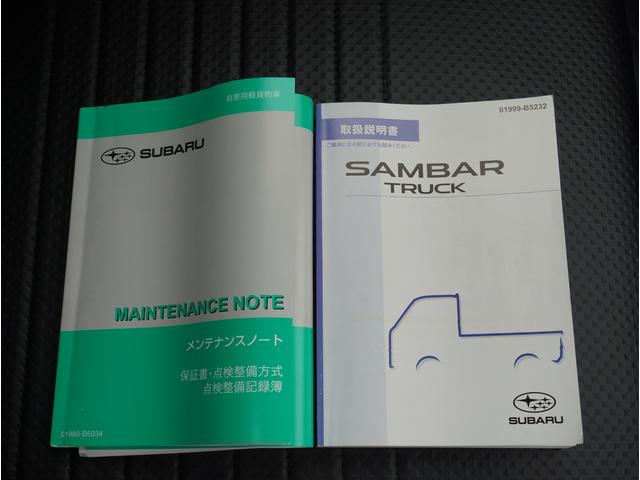 自家用軽貨物車
SUBARU
MAINTENANCE NOTE
メンテナンスノート
保証書・点検整備方式
点検整備記録簿
01989-B5034
01999-B5232
取扱説明書
ご使用になる前に必ずお読みください。
SAMBAR
TRUCK
SUBARU